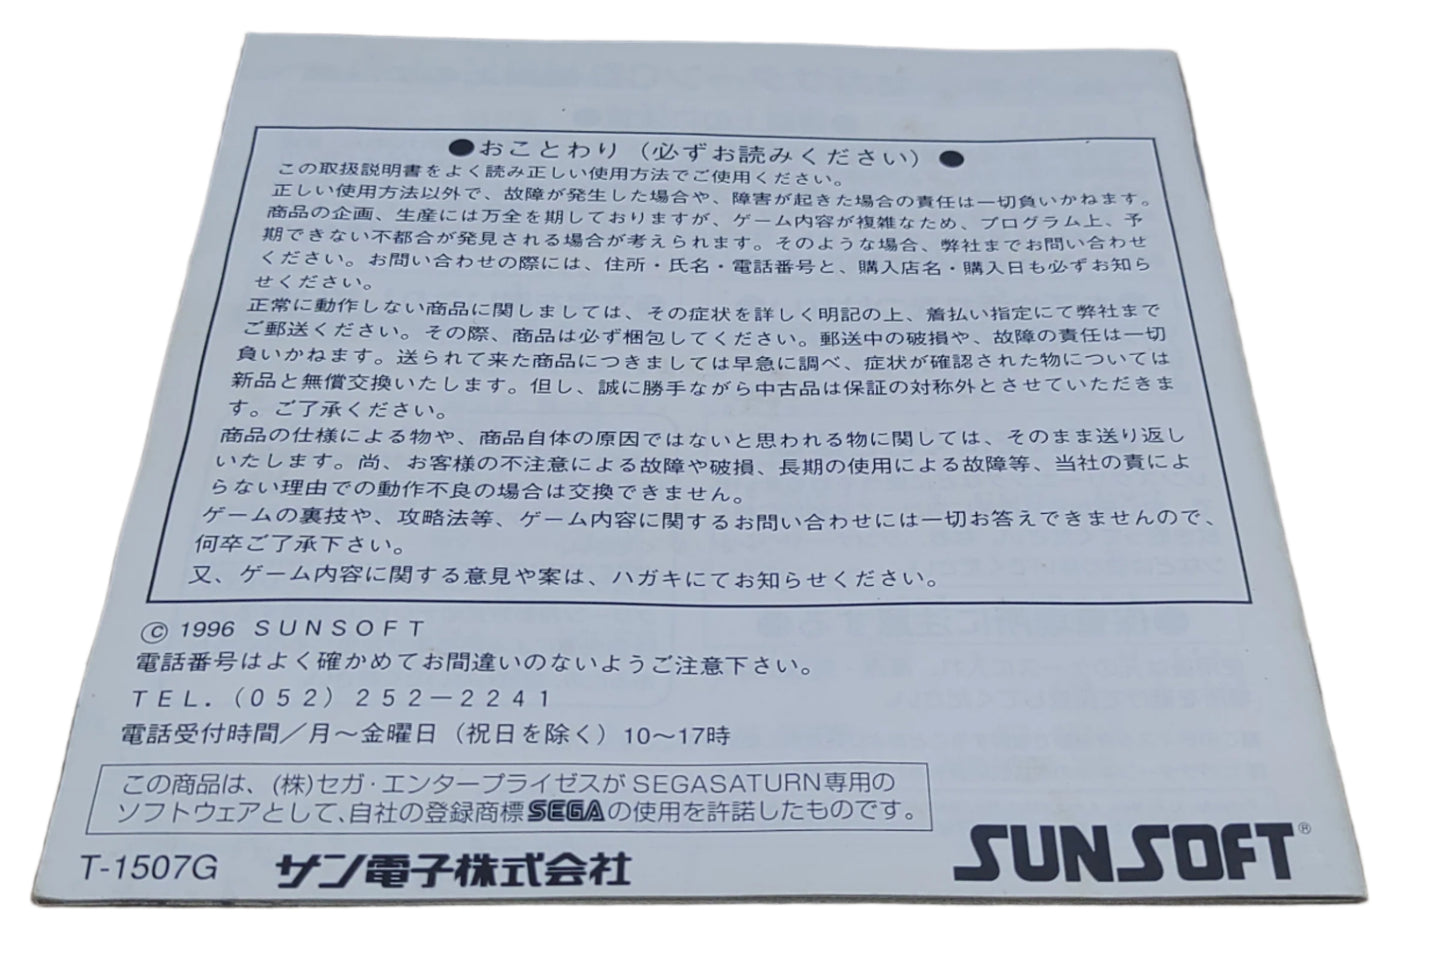 ●おことわり（必ずお読みください）●
この取扱説明書をよく読み正しい使用方法でご使用ください。
正しい使用方法以外で、故障が発生した場合や、障害が起きた場合の責任は一切負いかねます。
商品の企画、生産には万全を期しておりますが、ゲーム内容が複雑なため、プログラム上、予
期できない不都合が発見される場合が考えられます。そのような場合、弊社までお問い合わせ
ください。お問い合わせの際には、住所・氏名・電話番号と、購入店名・購入日も必ずお知ら
せください。
正常に動作しない商品に関しましては、その症状を詳しく明記の上、着払い指定にて弊社まで
ご郵送ください。その際、商品は必ず梱包してください。郵送中の破損や、故障の責任は一切
負いかねます。送られて来た商品につきましては早急に調べ、症状が確認された物については
新品と無償交換いたします。但し、誠に勝手ながら中古品は保証の対称外とさせていただきま
す。ご了承ください。
商品の仕様による物や、商品自体の原因ではないと思われる物に関しては、そのまま送り返し
いたします。尚、お客様の不注意による故障や破損、長期の使用による故障等、当社の責によ
らない理由での動作不良の場合は交換できません。
ゲームの裏技や、攻略法等、ゲーム内容に関するお問い合わせには一切お答えできませんので、
何卒ご了承下さい。
又、ゲーム内容に関する意見や案は、ハガキにてお知らせください。
© 1996 SUNSOFT
電話番号はよく確かめてお間違いのないようご注意下さい。
TEL.（052）252－2241
電話受付時間／月～金曜日（祝日を除く）10～17時
この商品は、(株)セガ・エンタープライゼスがSEGASATURN専用の
ソフトウェアとして、自社の登録商標SEGAの使用を許諾したものです。
T-1507G サン電子株式会社 SUNSOFT®